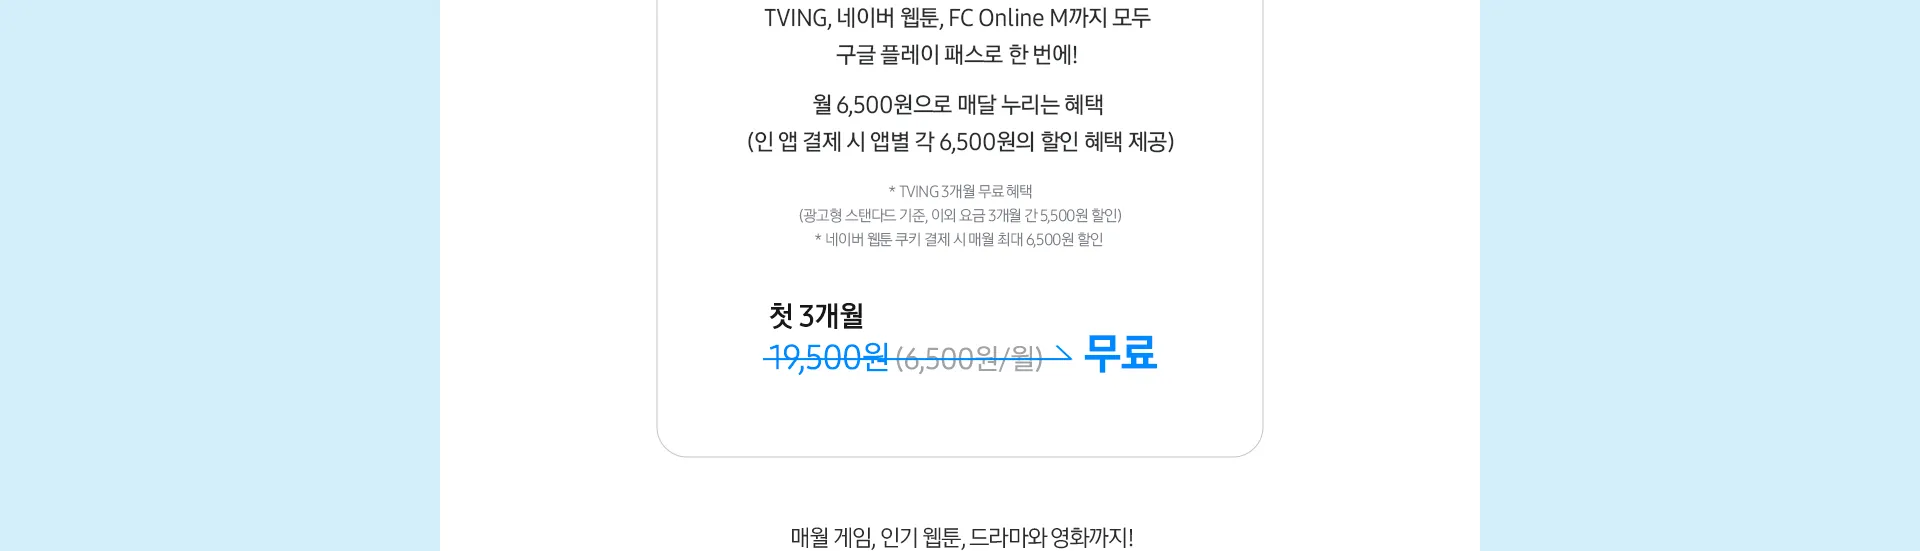 TVING, 네이버 웹툰, FC Online M까지 모두
구글 플레이 패스로 한 번에!
월 6,500원으로 매달 누리는 혜택
(인 앱 결제 시 앱별 각 6,500원의 할인 혜택 제공)
* TVING 3개월 무료 혜택
(광고형 스탠다드 기준, 이외 요금 3개월 간 5,500원 할인)
* 네이버 웹툰 쿠키 결제 시 매월 최대 6,500원 할인
첫 3개월
19,500원 (6,500원/월) 무료
매월 게임, 인기 웹툰, 드라마와 영화까지!